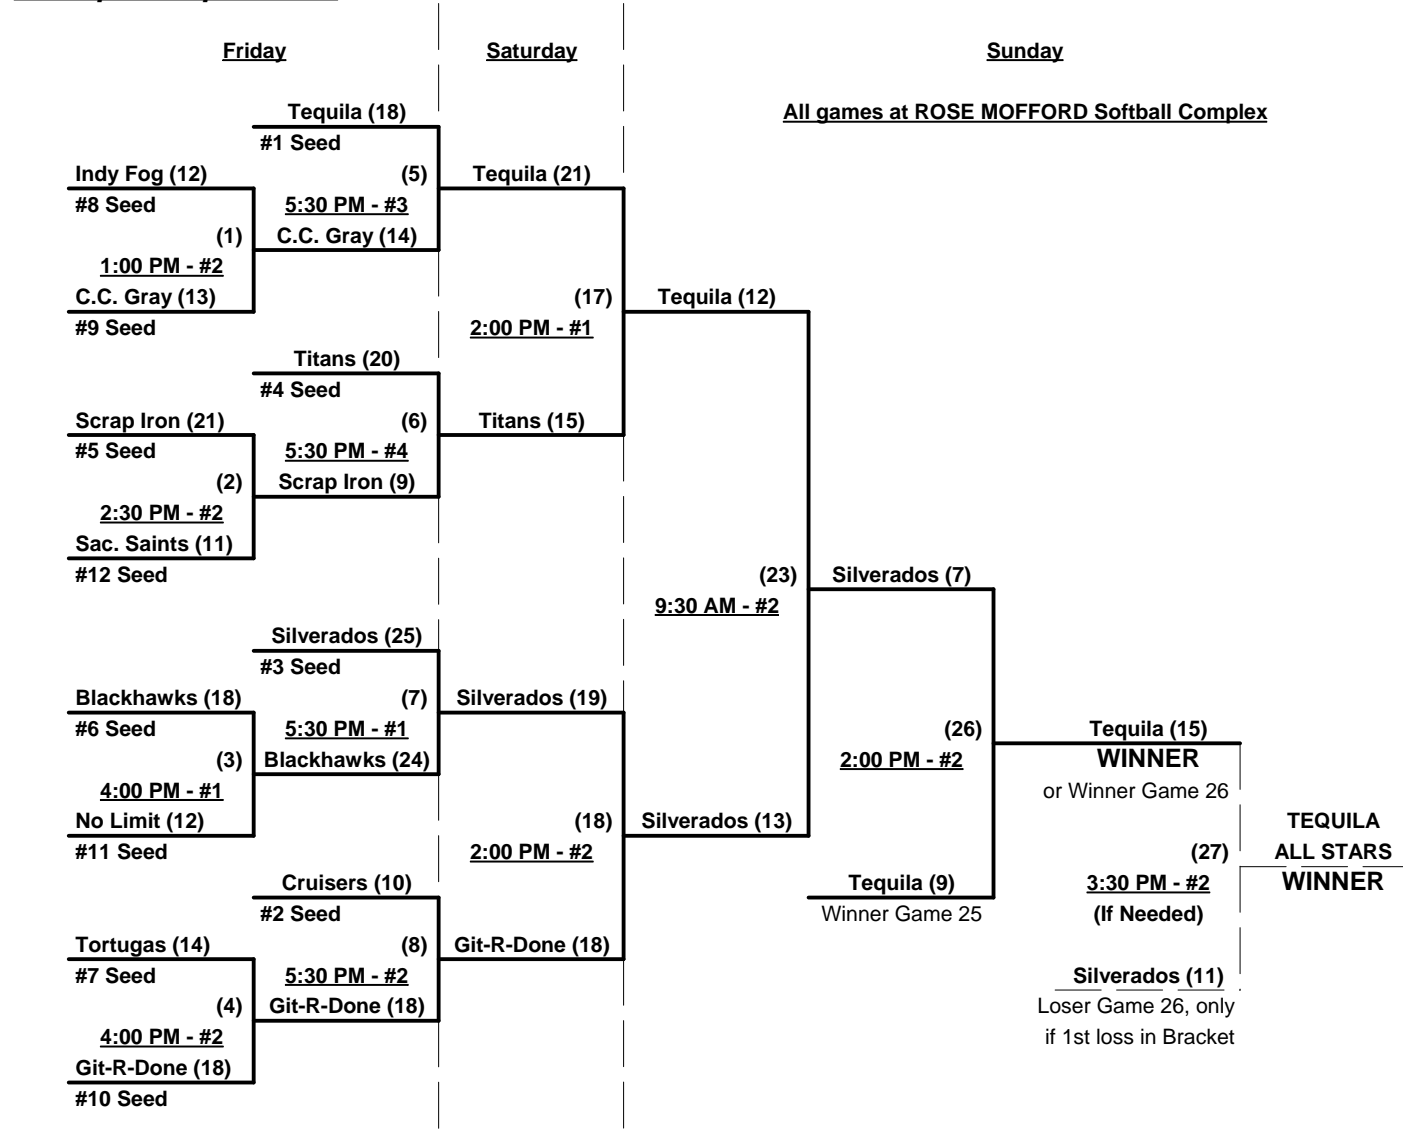 Friday
Saturday
Sunday
Tequila (18)
All games at ROSE MOFFORD Softball Complex
#1 Seed
Indy Fog (12)
(5)
Tequila (21)
#8 Seed
5:30 PM - #3
(1)
C.C. Gray (14)
1:00 PM - #2
C.C. Gray (13)
(17)
Tequila (12)
#9 Seed
2:00 PM - #1
Titans (20)
#4 Seed
Scrap Iron (21)
(6)
Titans (15)
#5 Seed
5:30 PM - #4
(2)
Scrap Iron (9)
2:30 PM - #2
Sac. Saints (11)
#12 Seed
(23)
Silverados (7)
9:30 AM - #2
Silverados (25)
#3 Seed
Blackhawks (18)
(7)
Silverados (19)
#6 Seed
5:30 PM - #1
(26)
Tequila (15)
(3)
Blackhawks (24)
2:00 PM - #2
WINNER
4:00 PM - #1
or Winner Game 26
No Limit (12)
(18)
Silverados (13)
TEQUILA
#11 Seed
2:00 PM - #2
(27)
ALL STARS
Cruisers (10)
Tequila (9)
3:30 PM - #2
WINNER
#2 Seed
Winner Game 25
(If Needed)
Tortugas (14)
(8)
Git-R-Done (18)
#7 Seed
5:30 PM - #2
Silverados (11)
(4)
Git-R-Done (18)
Loser Game 26, only
4:00 PM - #2
if 1st loss in Bracket
Git-R-Done (18)
#10 Seed